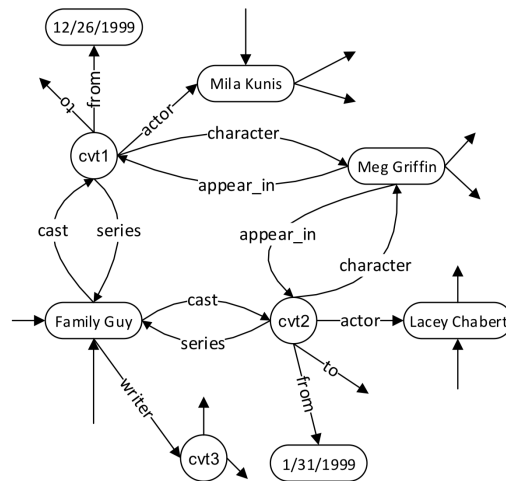 12/26/1999
to
from
actor
Mila Kunis
character
cvt1
Meg Griffin
appear_in
cast
series
appear_in
character
Family Guy
cast
series
cvt2
actor
Lacey Chabert
writer
from
to
cvt3
1/31/1999